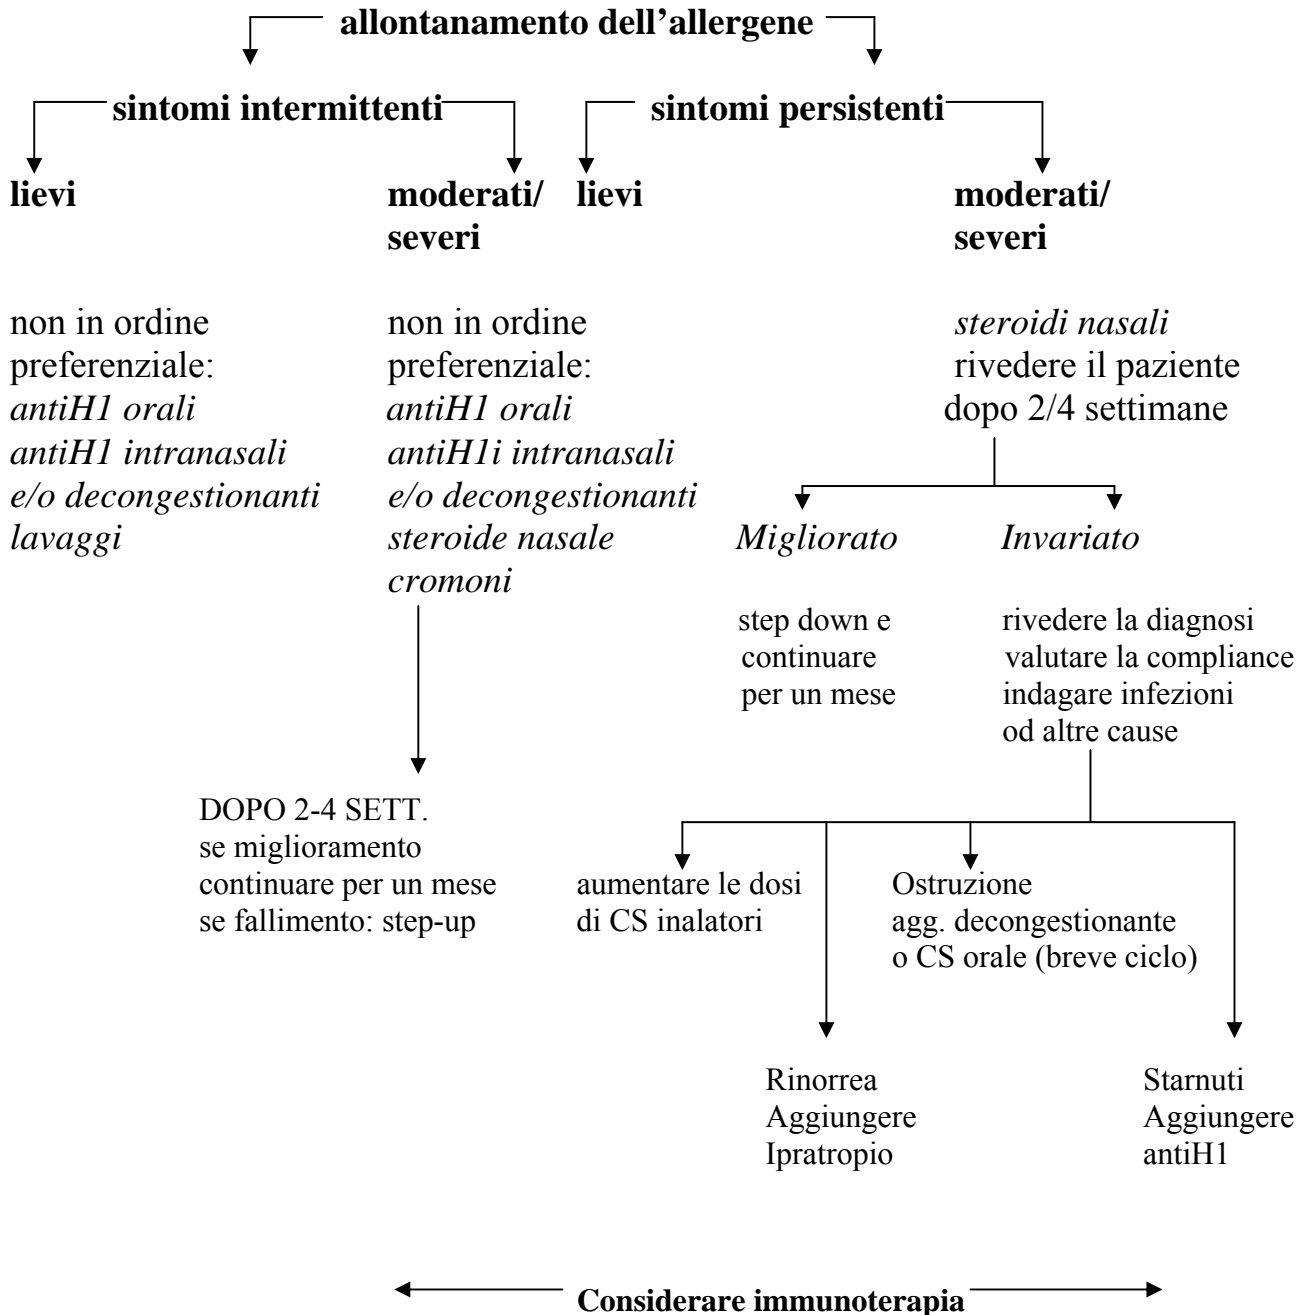 allontanamento dell’allergene
sintomi intermittenti
sintomi persistenti
lievi
moderati/
severi
lievi
moderati/
severi
non in ordine
preferenziale:
antiH1 orali
antiH1 intranasali
e/o decongestionanti
lavaggi
non in ordine
preferenziale:
antiH1 orali
antiH1i intranasali
e/o decongestionanti
steroide nasale
cromoni
steroidi nasali
rivedere il paziente
dopo 2/4 settimane
Migliorato
Invariato
step down e
continuare
per un mese
rivedere la diagnosi
valutare la compliance
indagare infezioni
od altre cause
DOPO 2-4 SETT.
se miglioramento
continuare per un mese
se fallimento: step-up
aumentare le dosi
di CS inalatori
Ostruzione
agg. decongestionante
o CS orale (breve ciclo)
Rinorrea
Aggiungere
Ipratropio
Starnuti
Aggiungere
antiH1
Considerare immunoterapia